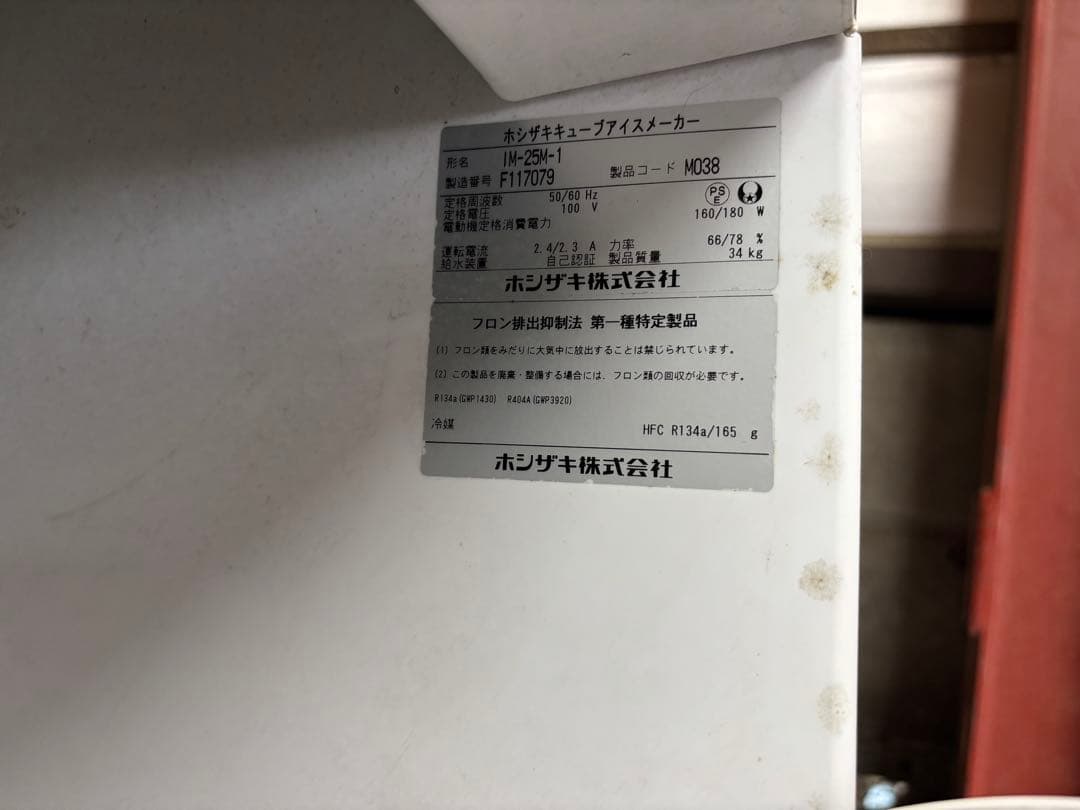 ホシザキキューブアイスメーカー
形名 IM-25M-1
製造番号 F117079 製品コード M038
定格周波数 50/60 Hz
定格電圧 100 V
PS E
電動機定格消費電力 160/180 W
運転電流 2.4/2.3 A 力率 66/78 %
給水装置 自己認証 製品質量 34 kg
ホシザキ株式会社
フロン排出抑制法 第一種特定製品
(1) フロン類をみだりに大気中に放出することは禁じられています。
(2) この製品を廃棄・整備する場合には、フロン類の回収が必要です。
R134a(GWP1430) R404A(GWP3920)
冷媒 HFC R134a/165 g
ホシザキ株式会社